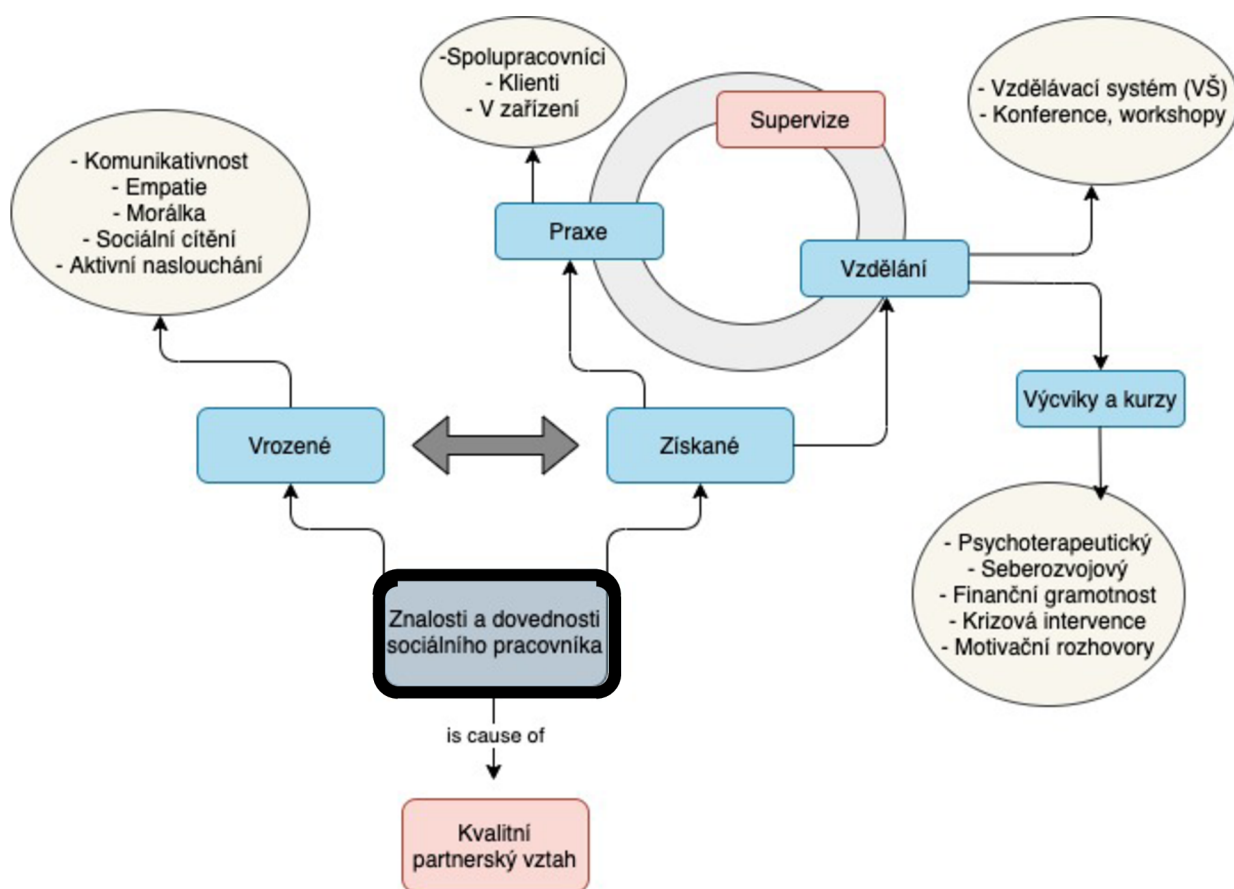 -Spolupracovníci
- Klienti
- V zařízení
Supervize
- Vzdělávací systém (VŠ)
- Konference, workshopy
- Komunikativnost
- Empatie
- Morálka
- Sociální cítění
- Aktivní naslouchání
Praxe
Vzdělání
Výcviky a kurzy
Vrozené
Získané
- Psychoterapeutický
- Seberozvojový
- Finanční gramotnost
- Krizová intervence
- Motivační rozhovory
Znalosti a dovednosti
sociálního pracovníka
is cause of
Kvalitní
partnerský vztah